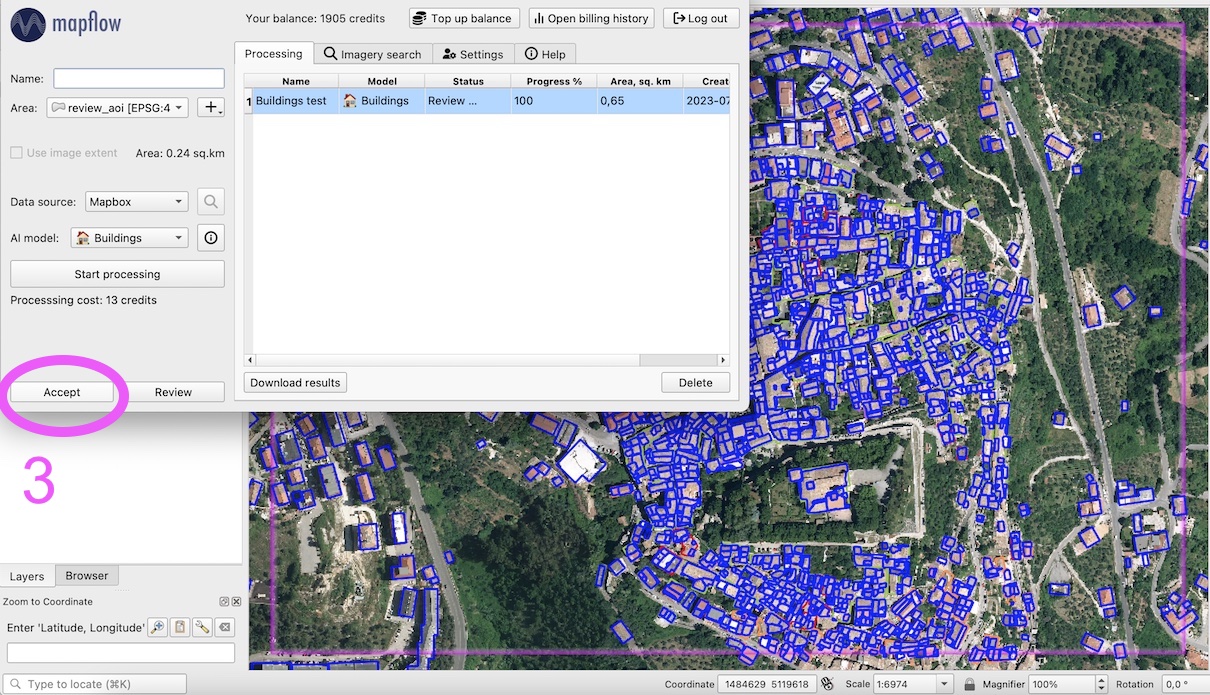 mapflow
Your balance: 1905 credits
Top up balance
Open billing history
Log out
Name:
Area:
review_aoi [EPSG:4
Use image extent
Area: 0.24 sq.km
Data source:
Mapbox
AI model:
Buildings
Start processing
Processsing cost: 13 credits
Accept
Review
3
Processing
Imagery search
Settings
Help
Name Model Status Progress % Area, sq. km Creat
1 Buildings test Buildings Review ... 100 0,65 2023-07
Download results
Delete
Layers
Browser
Zoom to Coordinate
Enter 'Latitude, Longitude'
Type to locate (⌘K)
Coordinate 1484629 5119618
Scale 1:6974
Magnifier 100%
Rotation 0,0 °